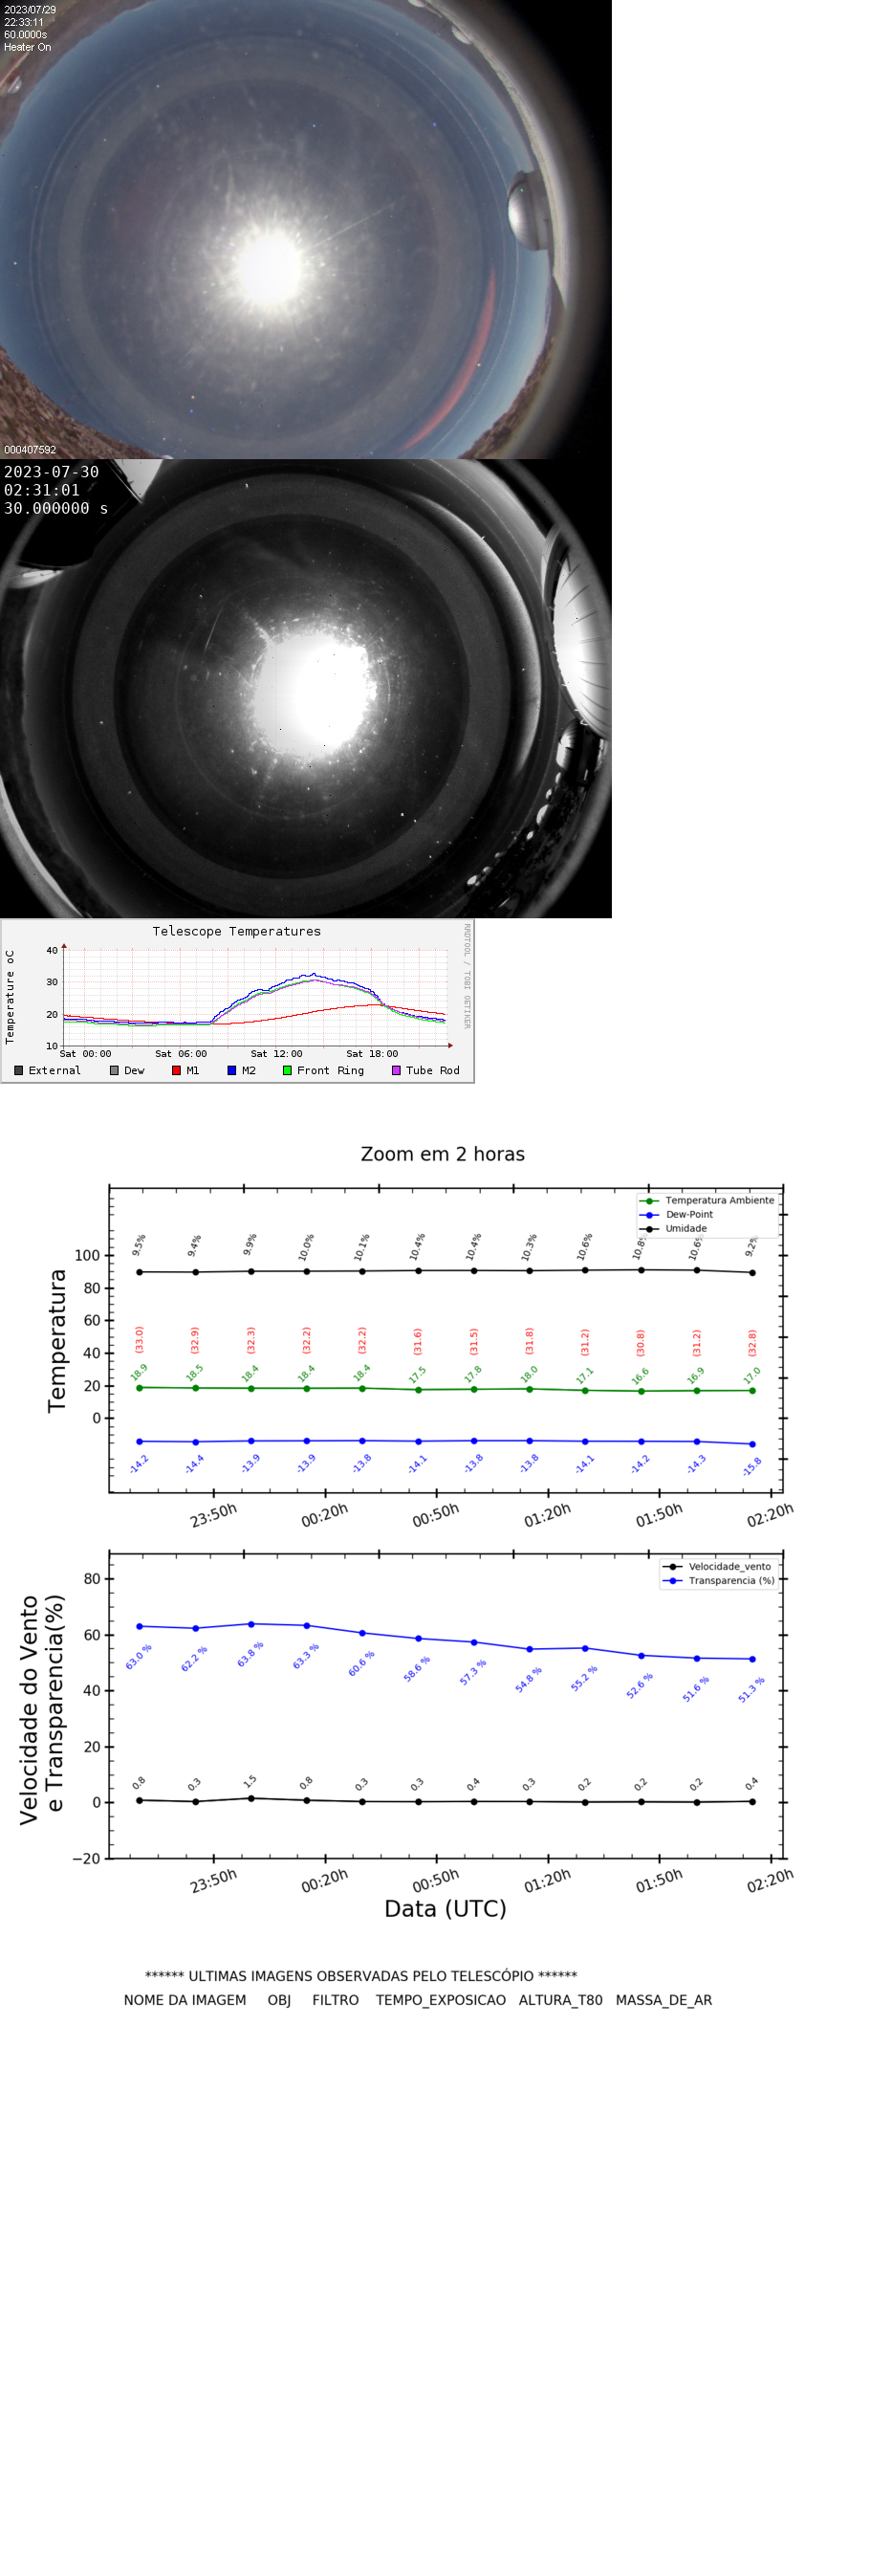 2023/07/29
22:33:11
60.0000s
Heater On
000407592
2023-07-30
02:31:01
30.000000 s
Telescope Temperatures
RRDTOOL / TOBI OETIKER
Temperature oC
40
30
20
10
Sat 00:00 Sat 06:00 Sat 12:00 Sat 18:00
External Dew M1 M2 Front Ring Tube Rod
Zoom em 2 horas
Temperatura Ambiente
Dew-Point
Umidade
9.5% 9.4% 9.9% 10.0% 10.1% 10.4% 10.4% 10.3% 10.6% 10.8% 10.6% 9.2%
Temperatura
100
80
60
40
20
0
(33.0) (32.9) (32.3) (32.2) (32.2) (31.6) (31.5) (31.8) (31.2) (30.8) (31.2) (32.8)
18.9 18.5 18.4 18.4 18.4 17.5 17.8 18.0 17.1 16.6 16.9 17.0
-14.2 -14.4 -13.9 -13.9 -13.8 -14.1 -13.8 -13.8 -14.1 -14.2 -14.3 -15.8
23:50h 00:20h 00:50h 01:20h 01:50h 02:20h
Velocidade_vento
Transparencia (%)
Velocidade do Vento
e Transparencia(%)
80
60
40
20
0
−20
63.0 % 62.2 % 63.8 % 63.3 % 60.6 % 58.6 % 57.3 % 54.8 % 55.2 % 52.6 % 51.6 % 51.3 %
0.8 0.3 1.5 0.8 0.3 0.3 0.4 0.3 0.2 0.2 0.2 0.4
23:50h 00:20h 00:50h 01:20h 01:50h 02:20h
Data (UTC)
****** ULTIMAS IMAGENS OBSERVADAS PELO TELESCÓPIO ******
NOME DA IMAGEM OBJ FILTRO TEMPO_EXPOSICAO ALTURA_T80 MASSA_DE_AR